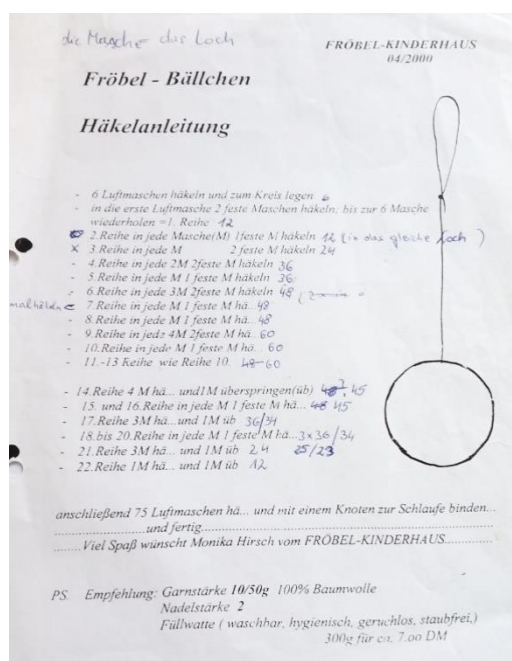 die Masche das Loch
FRÖBEL-KINDERHAUS
04/2000
Fröbel - Bällchen
Häkelanleitung
- 6 Luftmaschen häkeln und zum Kreis legen 6
- in die erste Luftmasche 2 feste Maschen häkeln, bis zur 6 Masche
wiederholen =1. Reihe 12
2.Reihe in jede Masche(M) 1feste M häkeln 12 (in das gleiche Loch )
x 3.Reihe in jede M 2 feste M häkeln 24
- 4.Reihe in jede 2M 2feste M häkeln 36
- 5.Reihe in jede M 1 feste M häkeln 36
- 6.Reihe in jede 3M 2feste M häkeln 48
- 7.Reihe in jede M 1 feste M hä.. 48
- 8.Reihe in jede M 1 feste M hä... 48
- 9.Reihe in jede 4M 2feste M hä.. 60
- 10.Reihe in jede M 1 feste M hä... 60
- 11.-13 Reihe wie Reihe 10. 48-60
- 14.Reihe 4 M hä... und1M überspringen(üb) 48? 45
- 15. und 16.Reihe in jede M 1 feste M hä... 48 45
- 17.Reihe 3M hä... und 1M üb 36/34
- 18.bis 20.Reihe in jede M 1 feste M hä...3x36/34
- 21.Reihe 3M hä... und 1M üb 24 25/23
- 22.Reihe 1M hä... und 1M üb 12
anschließend 75 Luftmaschen hä... und mit einem Knoten zur Schlaufe binden...
und fertig
Viel Spaß wünscht Monika Hirsch vom FRÖBEL-KINDERHAUS
PS. Empfehlung: Garnstärke 10/50g 100% Baumwolle
Nadelstärke 2
Füllwatte ( waschbar, hygienisch, geruchlos, staubfrei,)
300g für ca. 7.oo DM